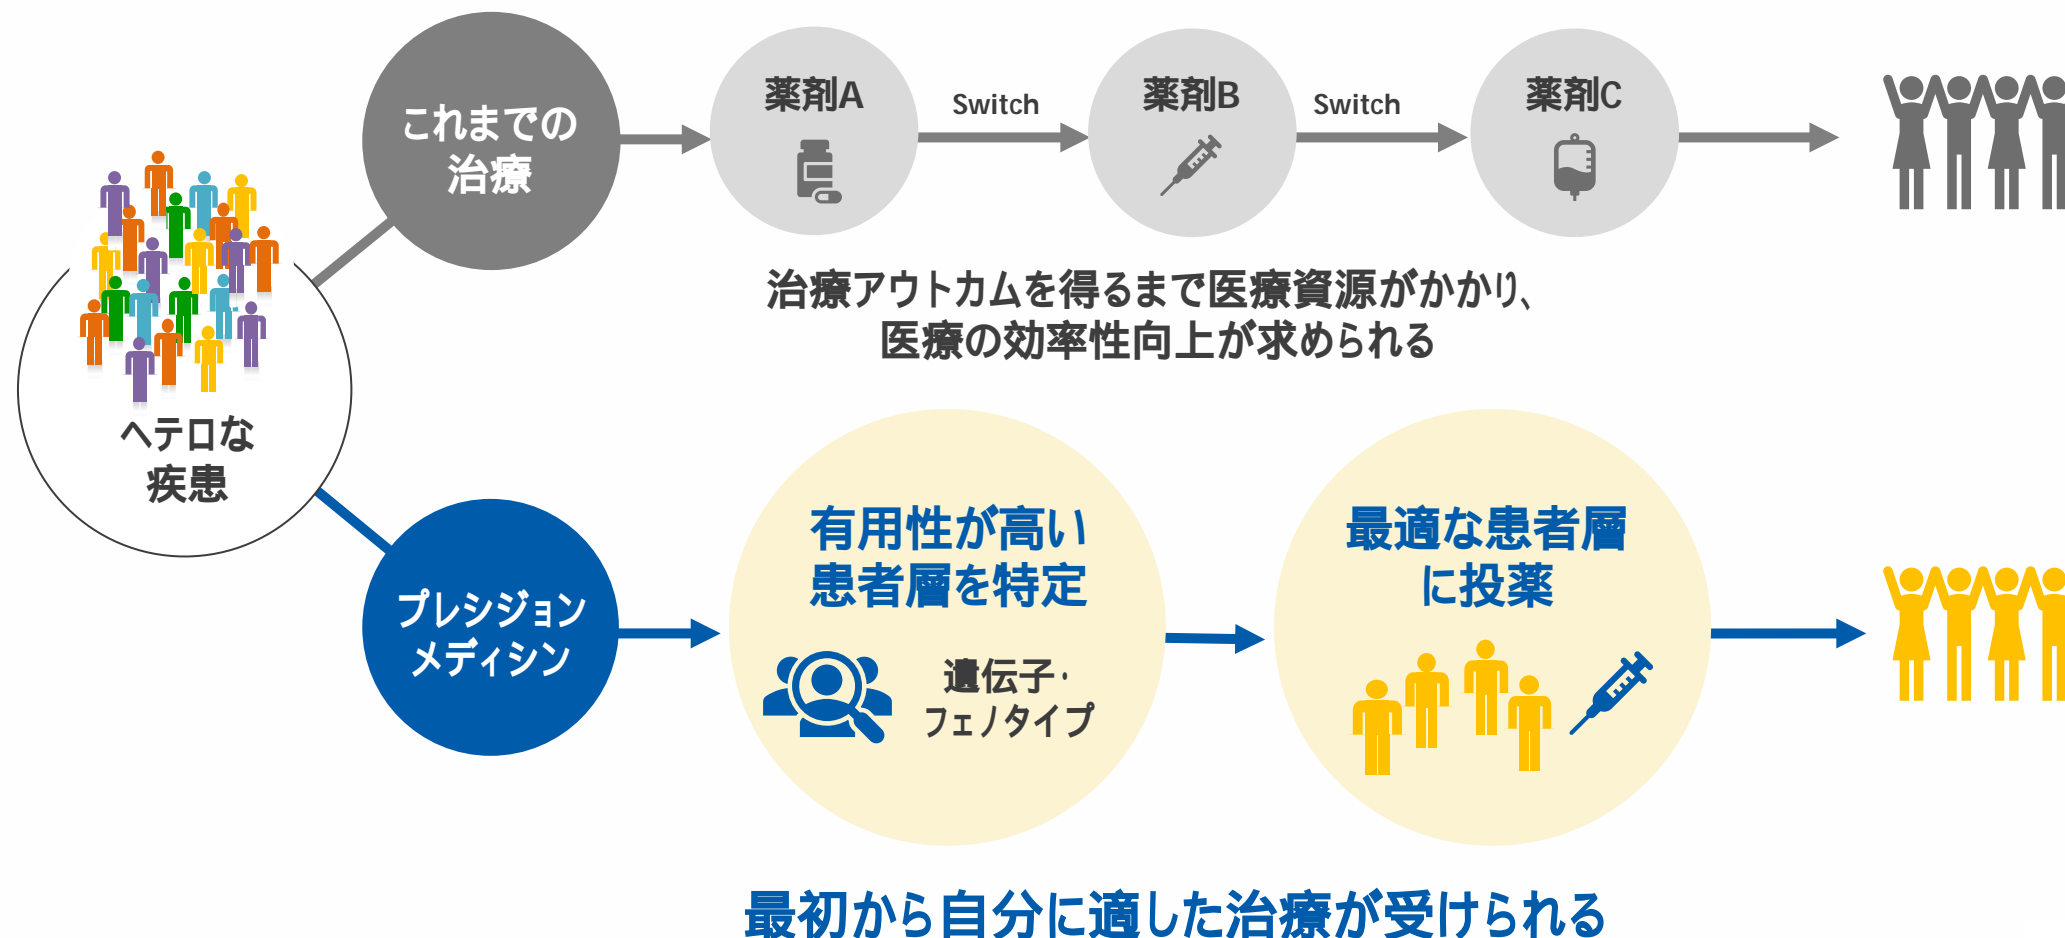 これまでの
治療
薬剤A
Switch
薬剤B
Switch
薬剤C
治療アウトカムを得るまで医療資源がかかり、
医療の効率性向上が求められる
ヘテロな
疾患
プレシジョン
メディシン
有用性が高い
患者層を特定
遺伝子・
フェノタイプ
最適な患者層
に投薬
最初から自分に適した治療が受けられる